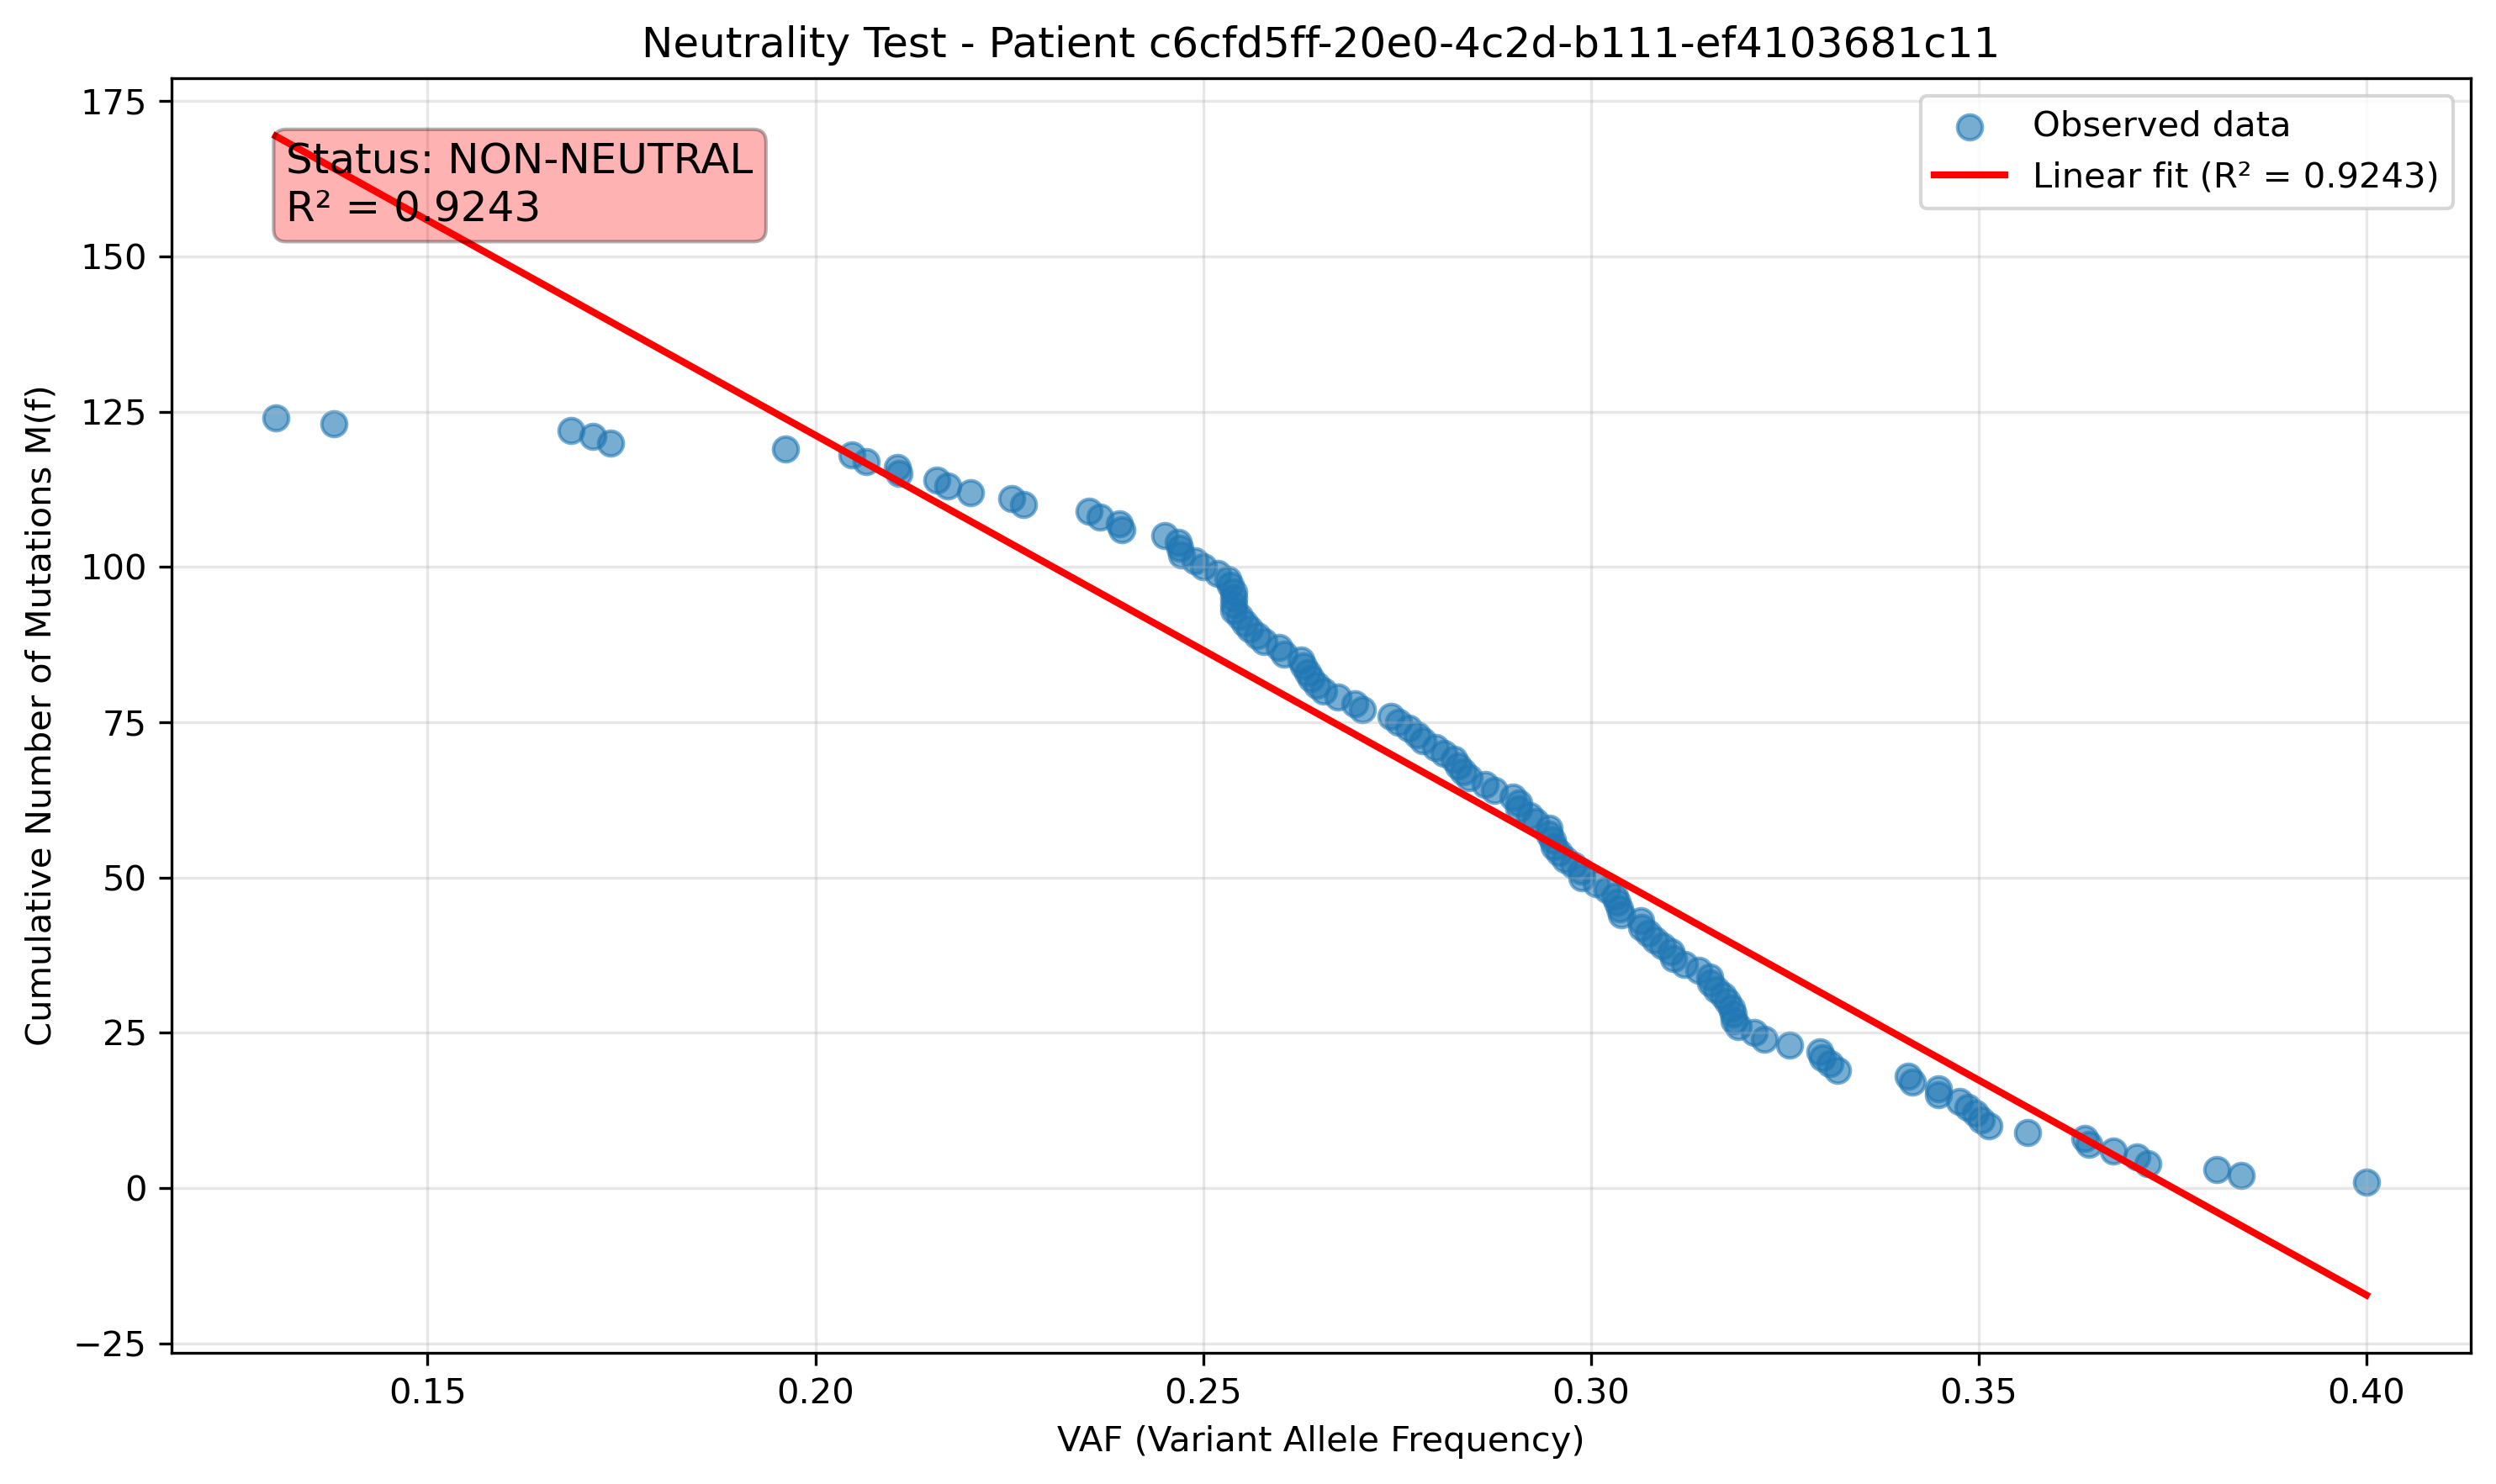 Neutrality Test - Patient c6cfd5ff-20e0-4c2d-b111-ef4103681c11
Cumulative Number of Mutations M(f)
175
150
125
100
75
50
25
0
−25
Status: NON-NEUTRAL
R² = 0.9243
Observed data
Linear fit (R² = 0.9243)
0.15
0.20
0.25
0.30
0.35
0.40
VAF (Variant Allele Frequency)